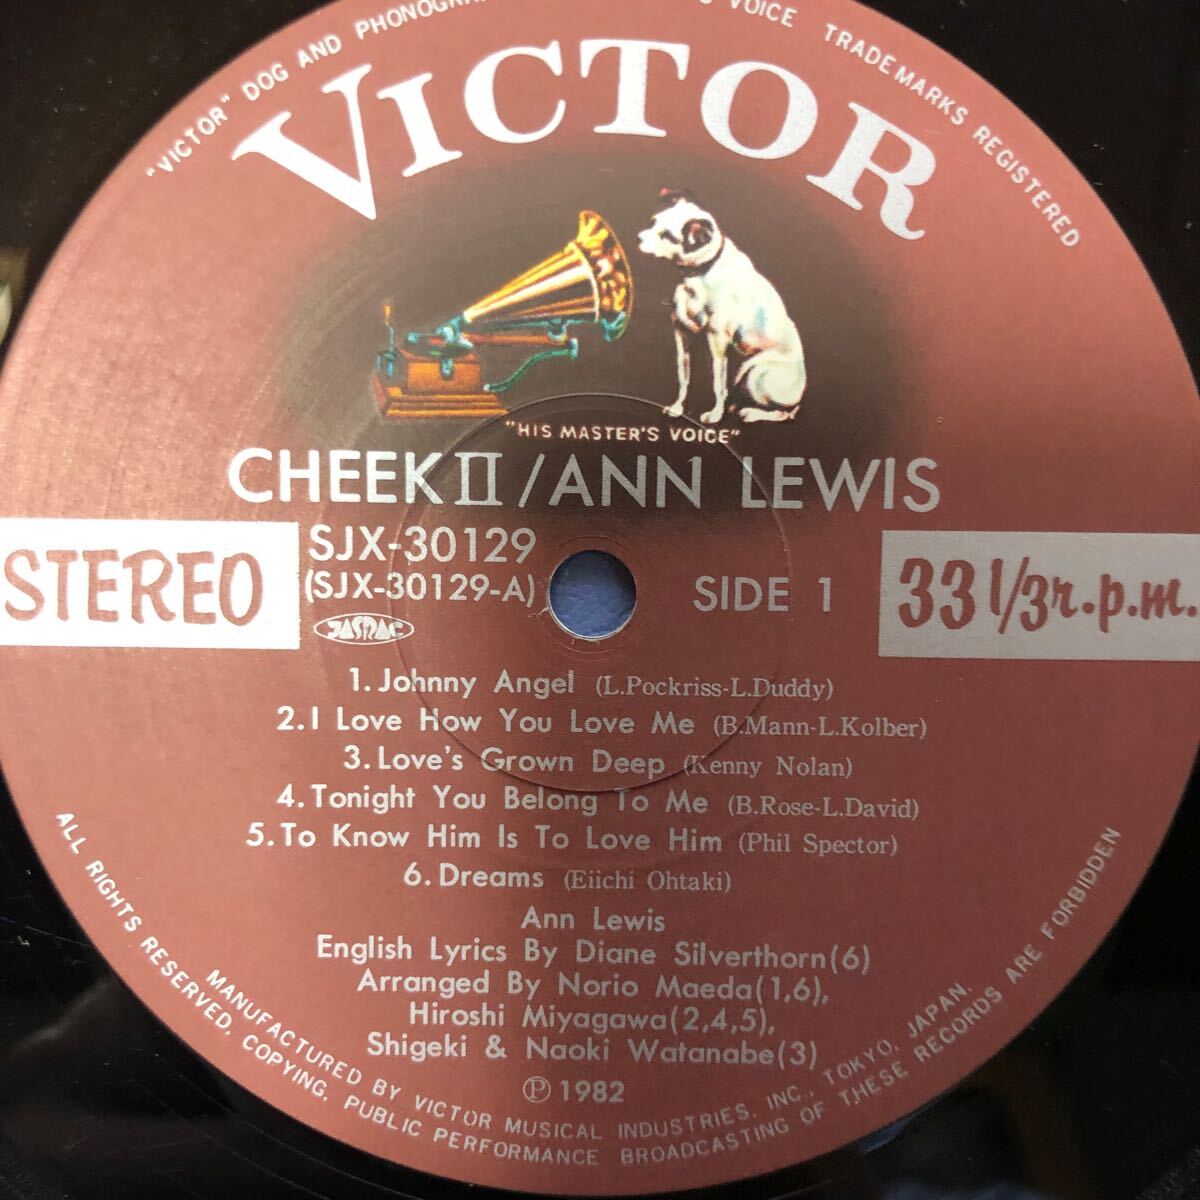 "VICTOR" DOG AND PHONOGRA VOICE TRADE MARKS REGISTERED
VICTOR
"HIS MASTER'S VOICE"
CHEEK II/ANN LEWIS
STEREO
SJX-30129
(SJX-30129-A)
JASRAC
SIDE 1
33 1/3 r.p.m.
1. Johnny Angel (L.Pockriss-L.Duddy)
2. I Love How You Love Me (B.Mann-L.Kolber)
3. Love's Grown Deep (Kenny Nolan)
4. Tonight You Belong To Me (B.Rose-L.David)
5. To Know Him Is To Love Him (Phil Spector)
6. Dreams (Eiichi Ohtaki)
Ann Lewis
English Lyrics By Diane Silverthorn(6)
Arranged By Norio Maeda(1,6),
Hiroshi Miyagawa(2,4,5),
Shigeki & Naoki Watanabe(3)
Ⓟ 1982
MANUFACTURED BY VICTOR MUSICAL INDUSTRIES, INC., TOKYO, JAPAN.
ALL RIGHTS RESERVED. COPYING, PUBLIC PERFORMANCE BROADCASTING OF THESE RECORDS ARE FORBIDDEN